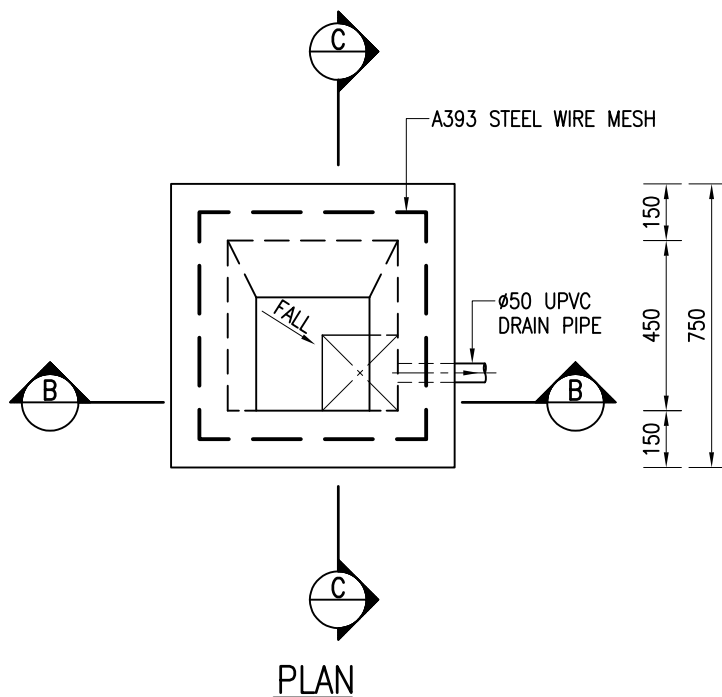 C
A393 STEEL WIRE MESH
150
FALL
ø50 UPVC
DRAIN PIPE
450
750
B
B
150
C
PLAN